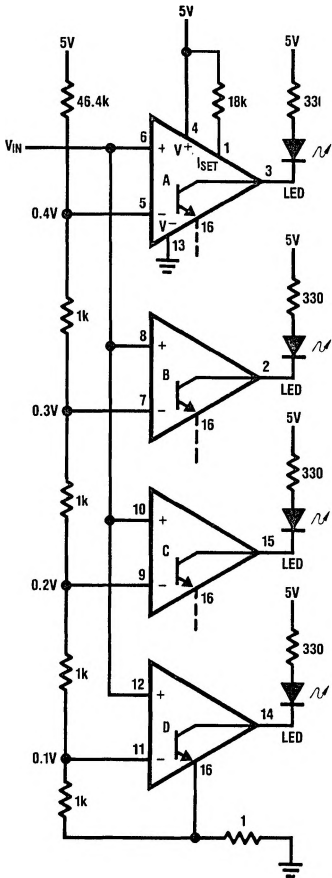 5V
5V
5V
46.4k
18k
330
4
1
6
+
V+
ISET
VIN
3
A
LED
5
−
V−
16
0.4V
13
5V
1k
330
8
+
2
B
LED
0.3V
7
−
16
5V
1k
330
10
+
15
C
LED
0.2V
9
−
16
5V
1k
330
12
+
14
D
LED
0.1V
11
−
16
1k
1